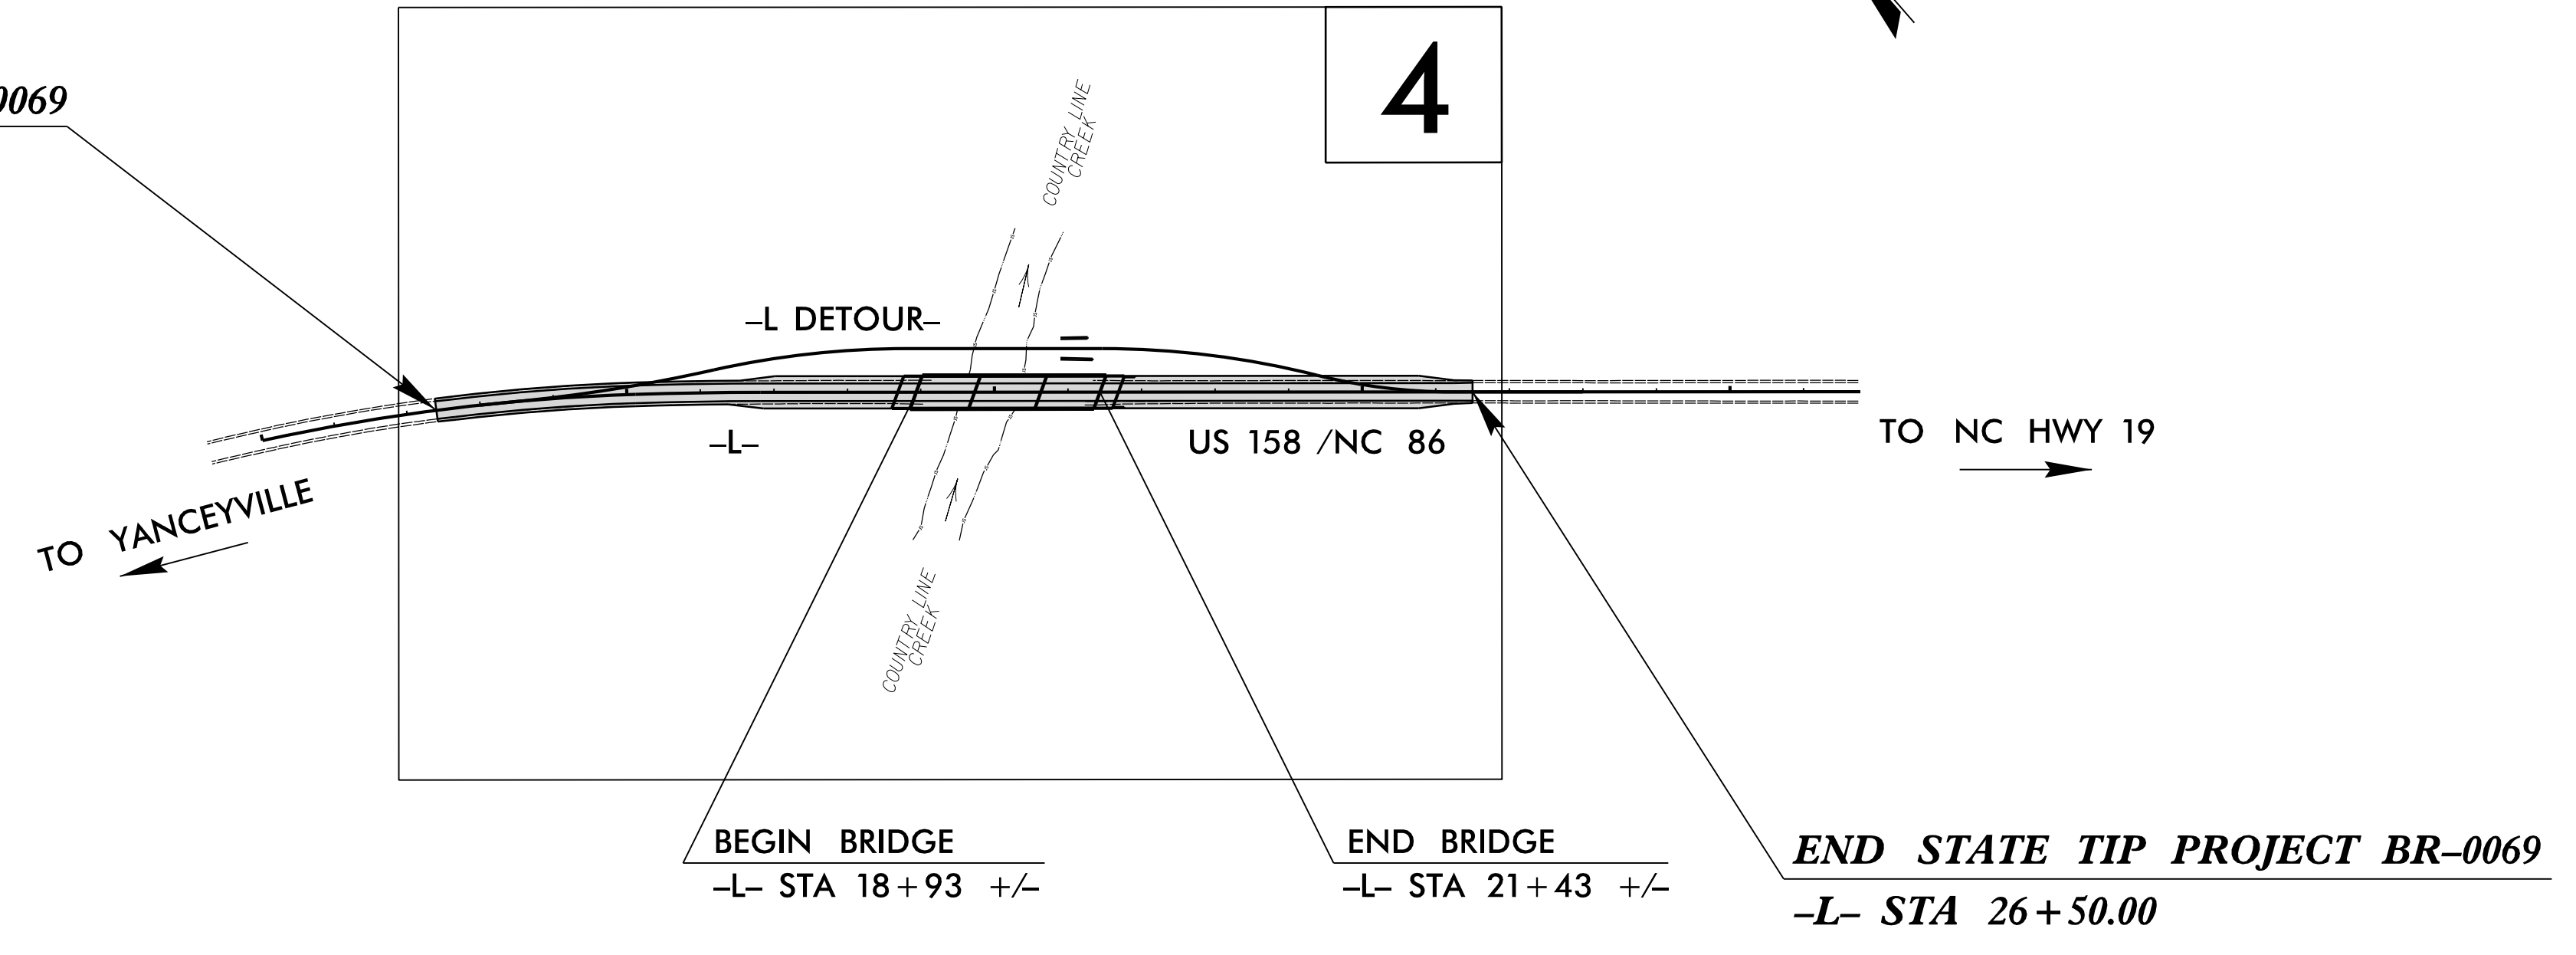 4
0069
COUNTRY LINE
CREEK
–L DETOUR–
–L–
US 158 /NC 86
TO NC HWY 19
TO YANCEYVILLE
COUNTRY LINE
CREEK
BEGIN BRIDGE
–L– STA 18+93 +/–
END BRIDGE
–L– STA 21+43 +/–
END STATE TIP PROJECT BR–0069
–L– STA 26+50.00